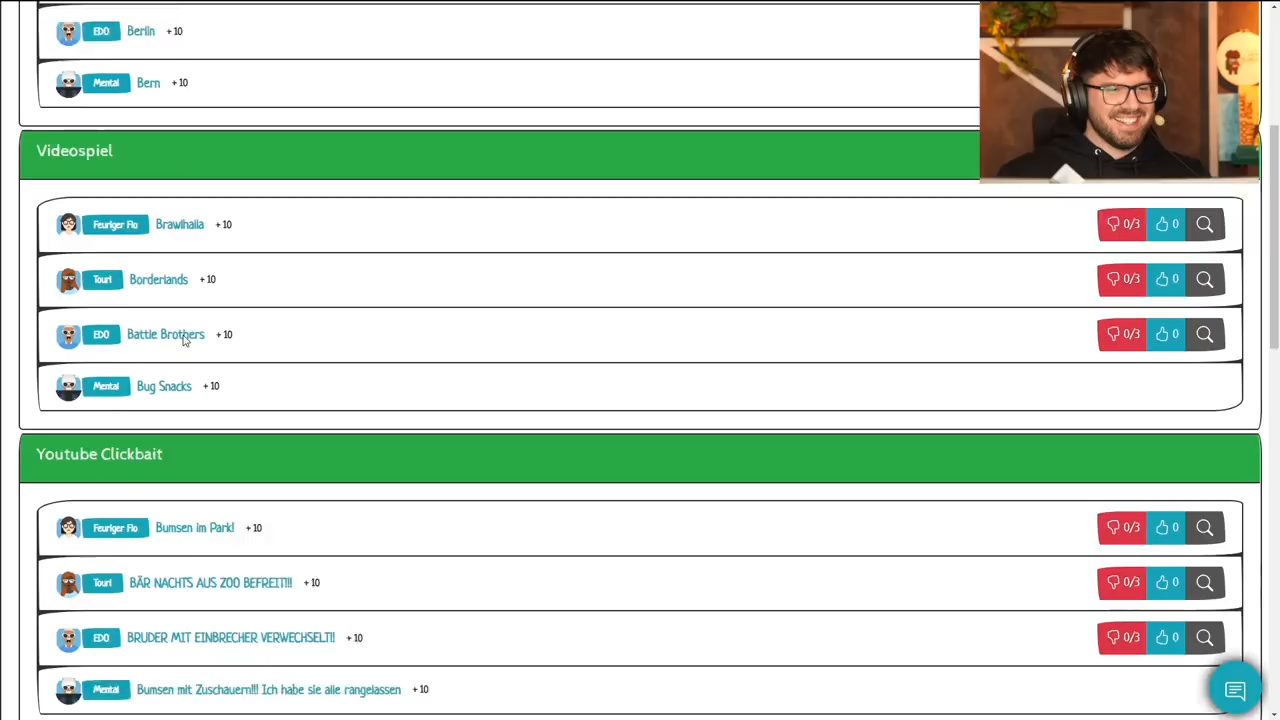 EDO Berlin +10
Mental Bern +10
Videospiel
Feuriger Flo Brawlhalla +10 0/3 0
Touri Borderlands +10 0/3 0
EDO Battle Brothers +10 0/3 0
Mental Bug Snacks +10
Youtube Clickbait
Feuriger Flo Bumsen im Park! +10 0/3 0
Touri BÄR NACHTS AUS ZOO BEFREIT!!! +10 0/3 0
EDO BRUDER MIT EINBRECHER VERWECHSELT!! +10 0/3 0
Mental Bumsen mit Zuschauern!!! Ich habe sie alle rangelassen +10